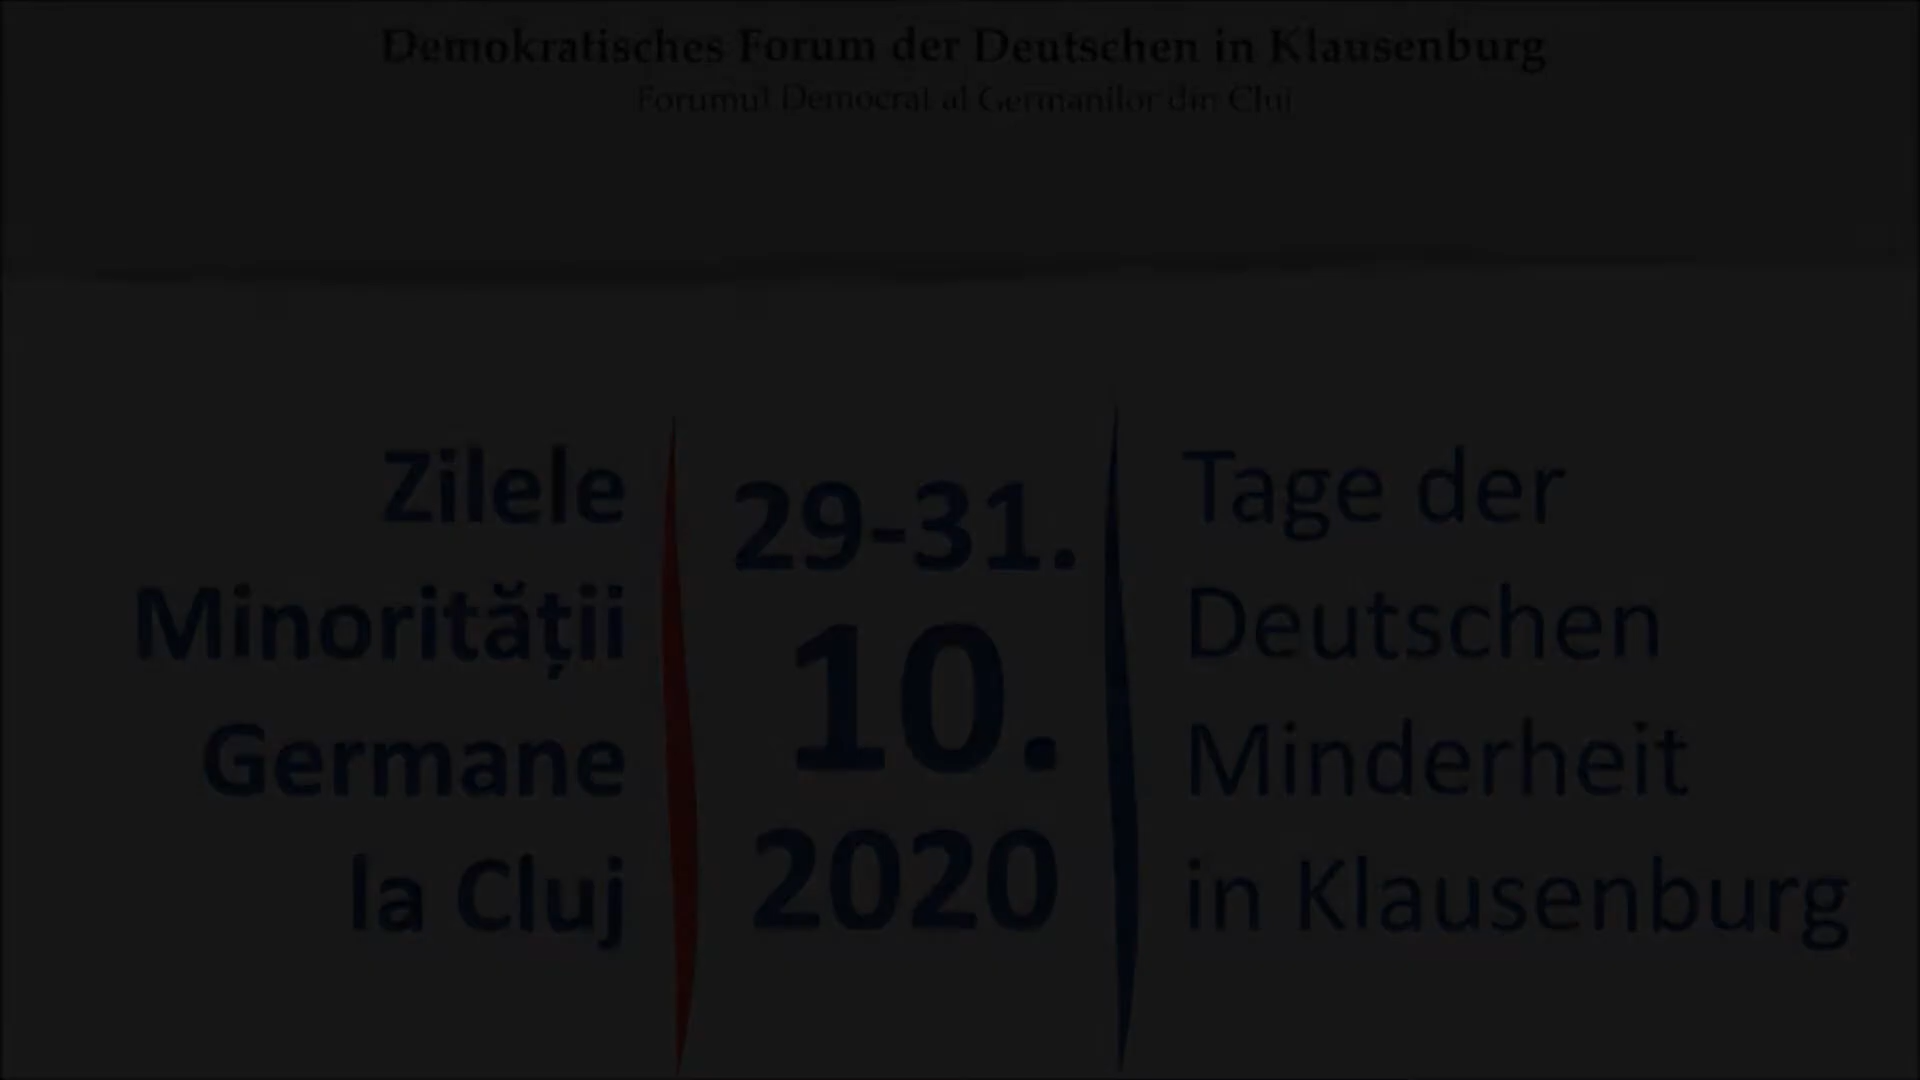 Demokratisches Forum der Deutschen in Klausenburg
Forumul Democrat al Germanilor din Cluj
Zilele
Minorității
Germane
la Cluj
29-31.
10.
2020
Tage der
Deutschen
Minderheit
in Klausenburg